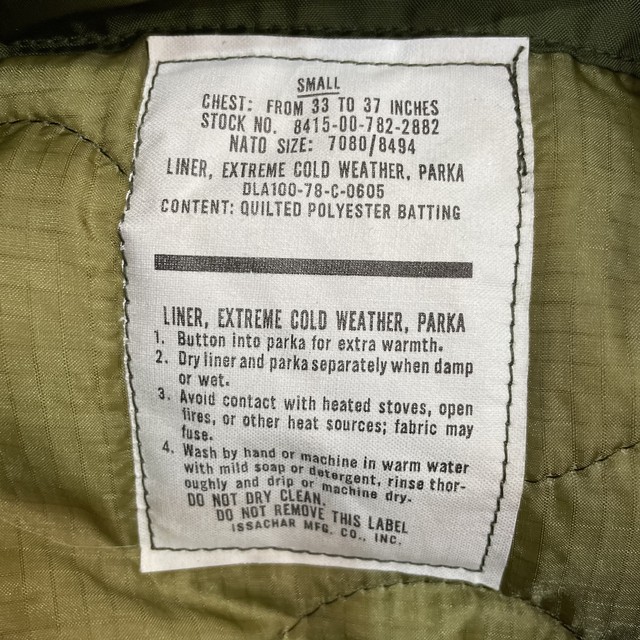 SMALL
CHEST: FROM 33 TO 37 INCHES
STOCK NO. 8415-00-782-2882
NATO SIZE: 7080/8494
LINER, EXTREME COLD WEATHER, PARKA
DLA100-78-C-0605
CONTENT: QUILTED POLYESTER BATTING
LINER, EXTREME COLD WEATHER, PARKA
1. Button into parka for extra warmth.
2. Dry liner and parka separately when damp
or wet.
3. Avoid contact with heated stoves, open
fires, or other heat sources; fabric may
fuse.
4. Wash by hand or machine in warm water
with mild soap or detergent, rinse thor-
oughly and drip or machine dry.
DO NOT DRY CLEAN.
DO NOT REMOVE THIS LABEL
ISSACHAR MFG. CO., INC.